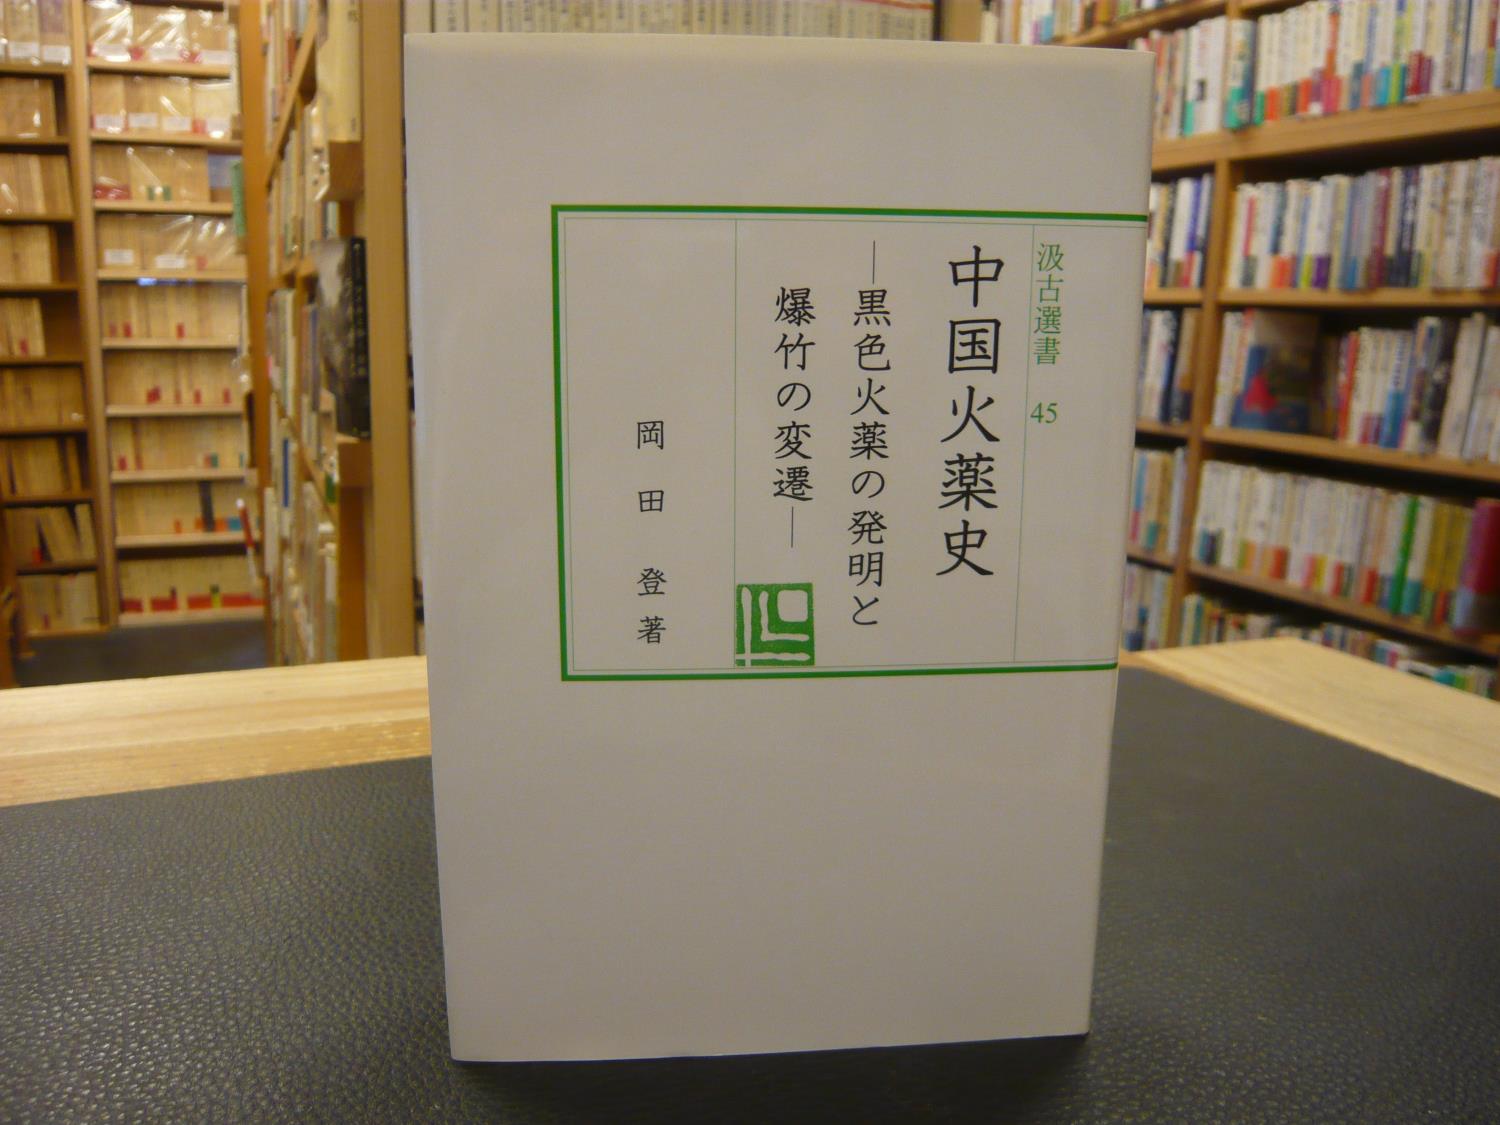 汲古選書 45
中国火薬史
―黒色火薬の発明と
爆竹の変遷―
岡田登著